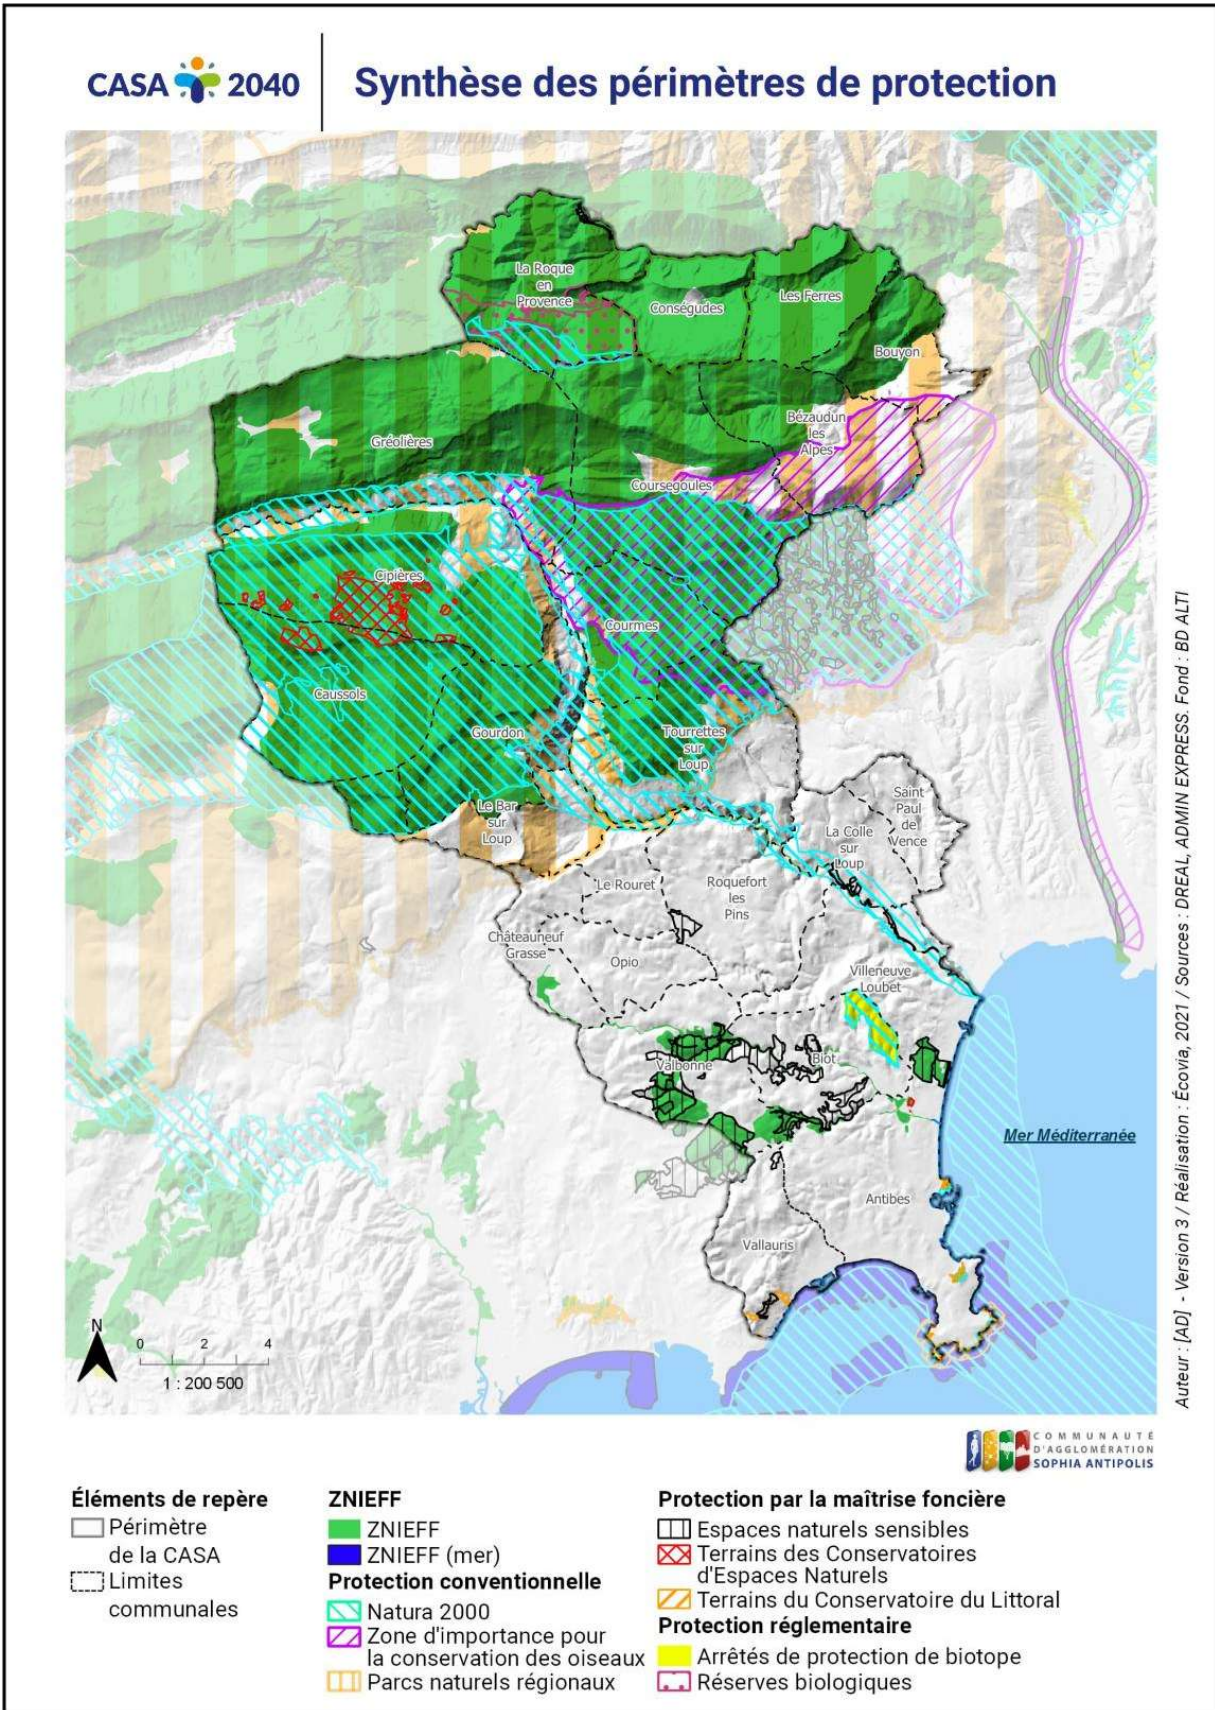 CASA 2040
Synthèse des périmètres de protection
La Roque
en
Provence
Conségudes
Les Ferres
Bouyon
Bézaudun
les
Alpes
Gréolières
Coursegoules
Cipières
Courmes
Caussols
Gourdon
Tourrettes
sur
Loup
Le Bar
sur
Loup
Saint
Paul
de
Vence
La Colle
sur
Loup
Le Rouret
Roquefort
les
Pins
Châteauneuf
Grasse
Opio
Villeneuve
Loubet
Valbonne
Biot
Mer Méditerranée
Antibes
Vallauris
N
0 2 4
1 : 200 500
Auteur : [AD] - Version 3 / Réalisation : Écovia, 2021 / Sources : DREAL, ADMIN EXPRESS. Fond : BD ALTI
COMMUNAUTÉ
D'AGGLOMÉRATION
SOPHIA ANTIPOLIS
Éléments de repère
Périmètre
de la CASA
Limites
communales
ZNIEFF
ZNIEFF
ZNIEFF (mer)
Protection conventionnelle
Natura 2000
Zone d'importance pour
la conservation des oiseaux
Parcs naturels régionaux
Protection par la maîtrise foncière
Espaces naturels sensibles
Terrains des Conservatoires
d'Espaces Naturels
Terrains du Conservatoire du Littoral
Protection réglementaire
Arrêtés de protection de biotope
Réserves biologiques